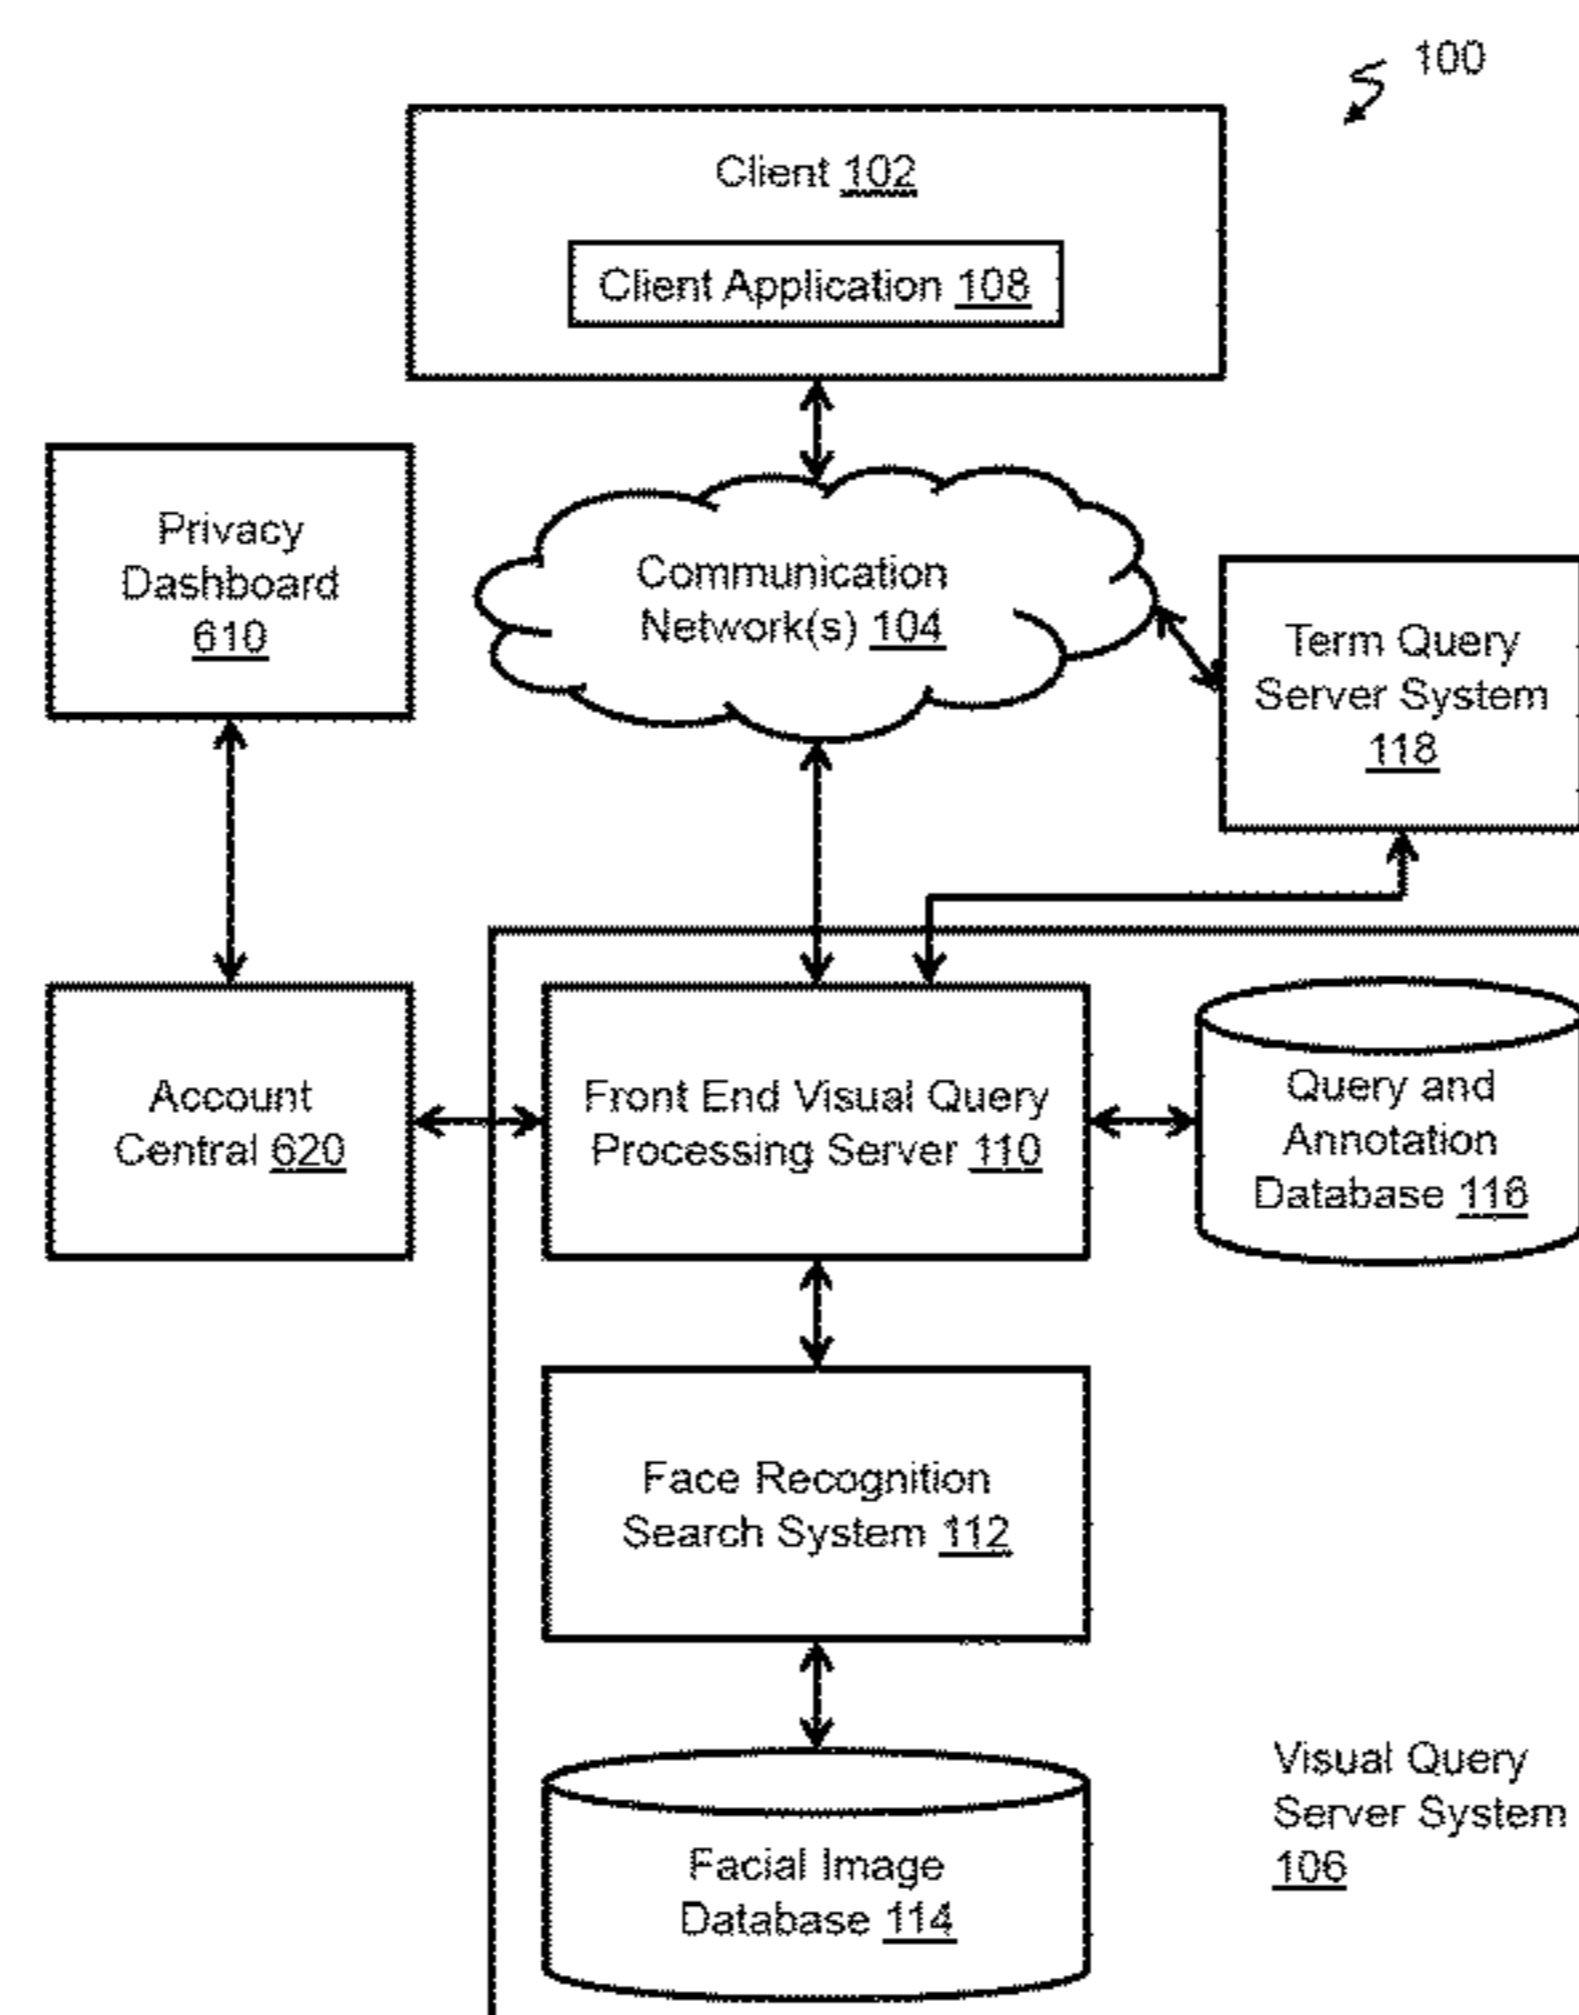 100
Client 102
Client Application 108
Privacy
Dashboard
610
Communication
Network(s) 104
Term Query
Server System
118
Account
Central 620
Front End Visual Query
Processing Server 110
Query and
Annotation
Database 116
Face Recognition
Search System 112
Facial Image
Database 114
Visual Query
Server System
106